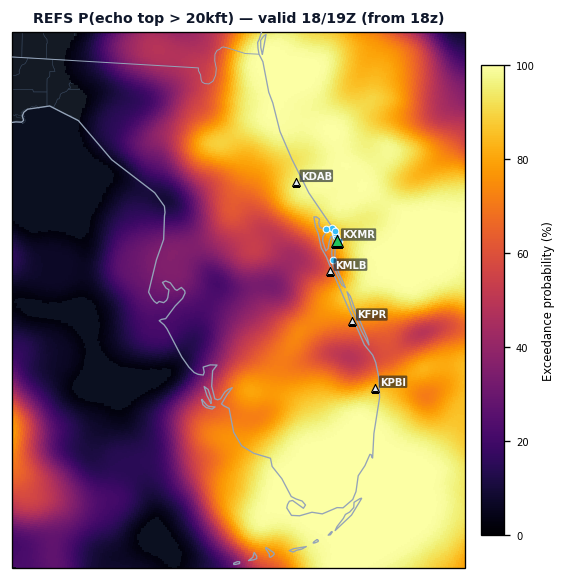 REFS P(echo top > 20kft) — valid 18/19Z (from 18z)
100
80
60
40
20
0
Exceedance probability (%)
KDAB
KXMR
KMLB
KFPR
KPBI